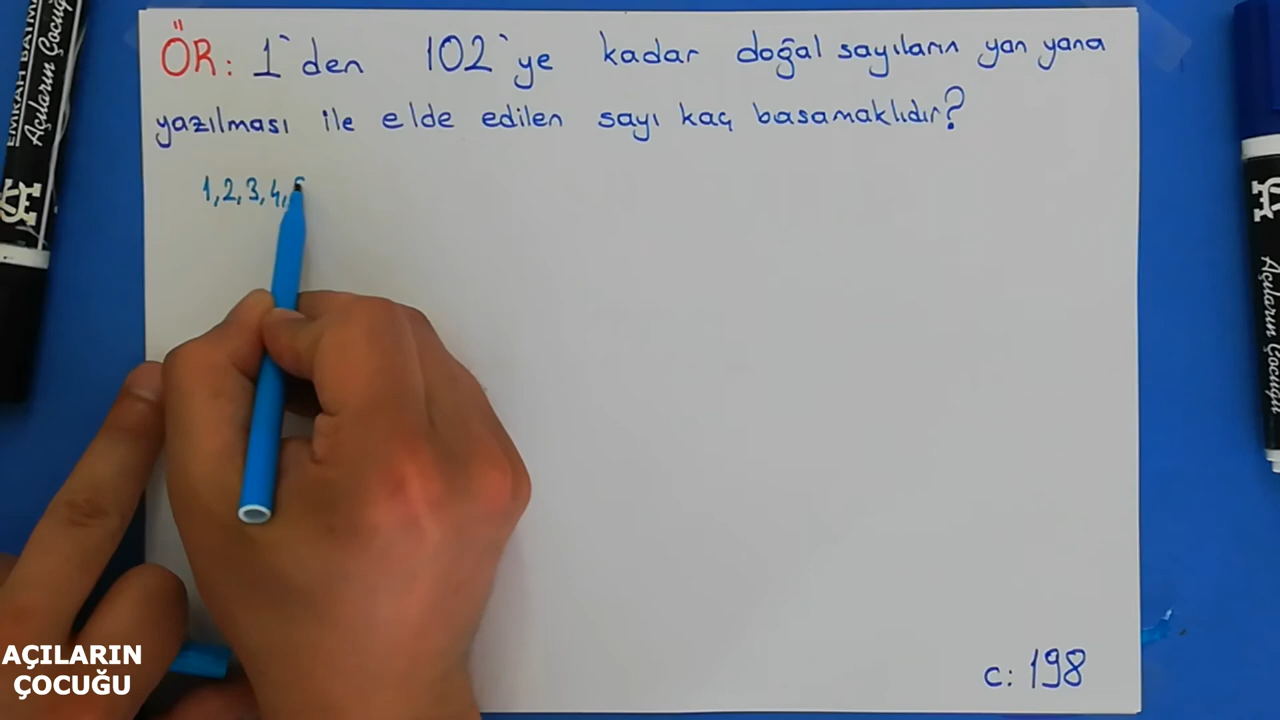 ÖR: 1'den 102'ye kadar doğal sayıların yan yana
yazılması ile elde edilen sayı kaç basamaklıdır?
1,2,3,4,
c: 198
Açıların Çocuğu
AÇILARIN
ÇOCUĞU